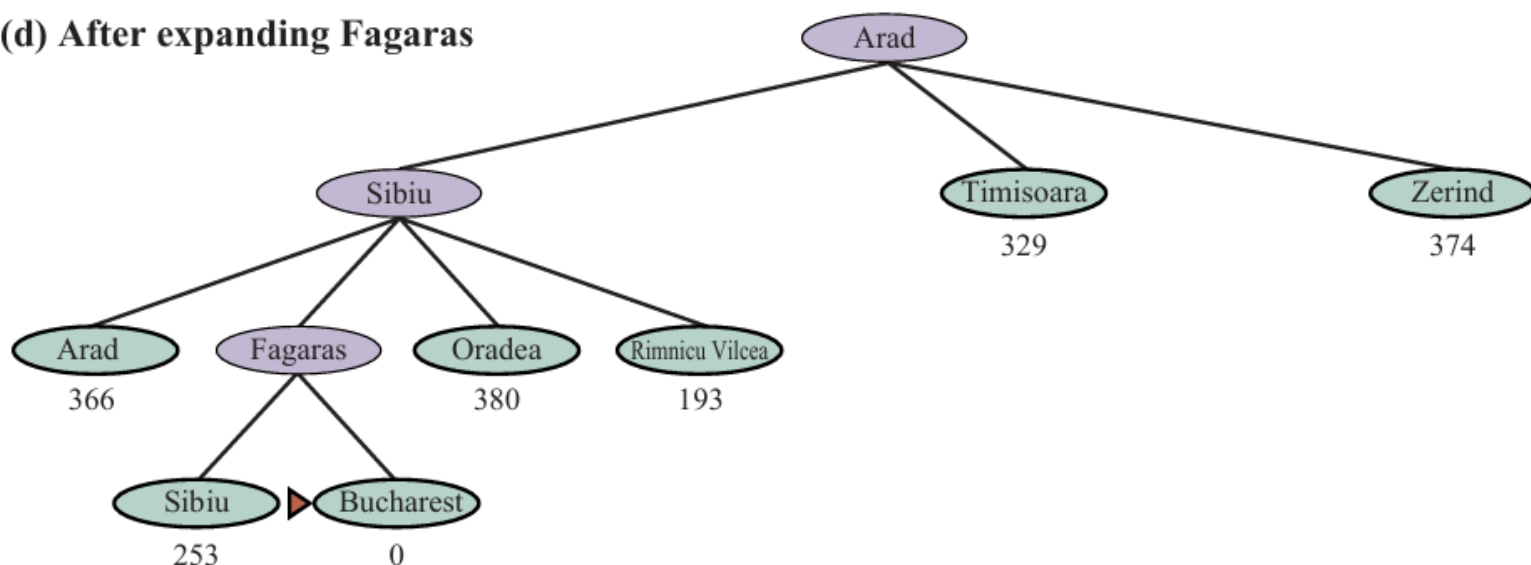 (d) After expanding Fagaras
Arad
Sibiu
Timisoara
Zerind
329
374
Arad
Fagaras
Oradea
Rimnicu Vilcea
366
380
193
Sibiu
Bucharest
253
0